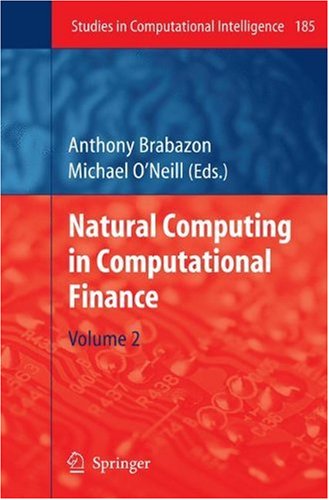 Studies in Computational Intelligence 185
Anthony Brabazon
Michael O'Neill (Eds.)
Natural Computing
in Computational
Finance
Volume 2
Springer